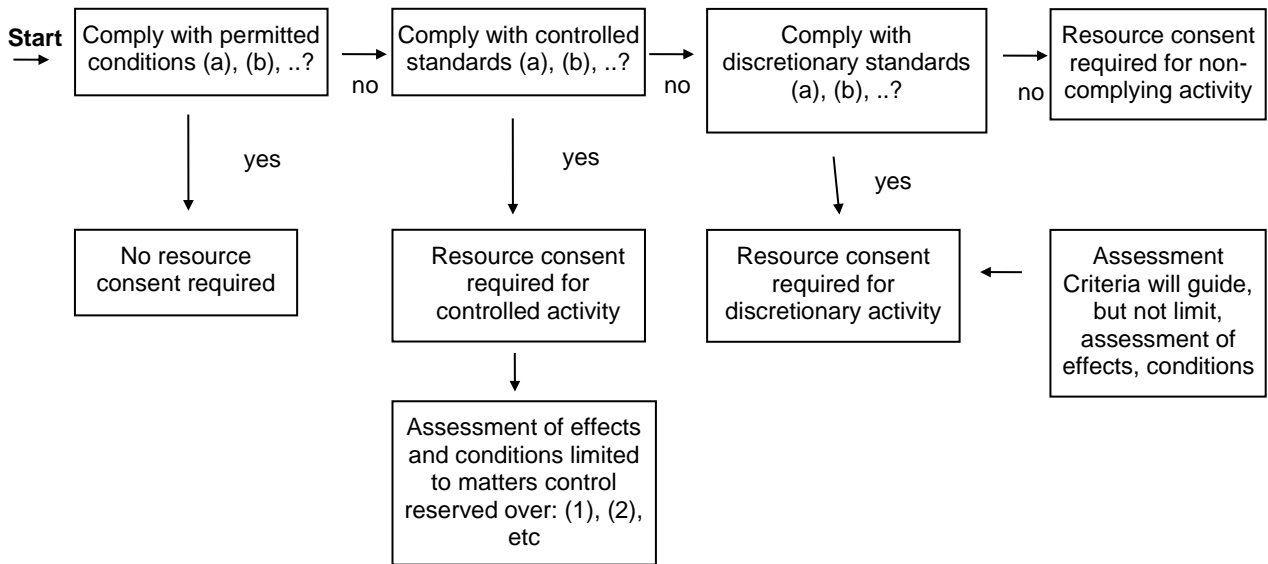 Start
Comply with permitted
conditions (a), (b), ..?
no
Comply with controlled
standards (a), (b), ..?
no
Comply with
discretionary standards
(a), (b), ..?
no
Resource consent
required for non-
complying activity
yes
yes
yes
No resource
consent required
Resource consent
required for
controlled activity
Resource consent
required for
discretionary activity
Assessment
Criteria will guide,
but not limit,
assessment of
effects, conditions
Assessment of effects
and conditions limited
to matters control
reserved over: (1), (2),
etc